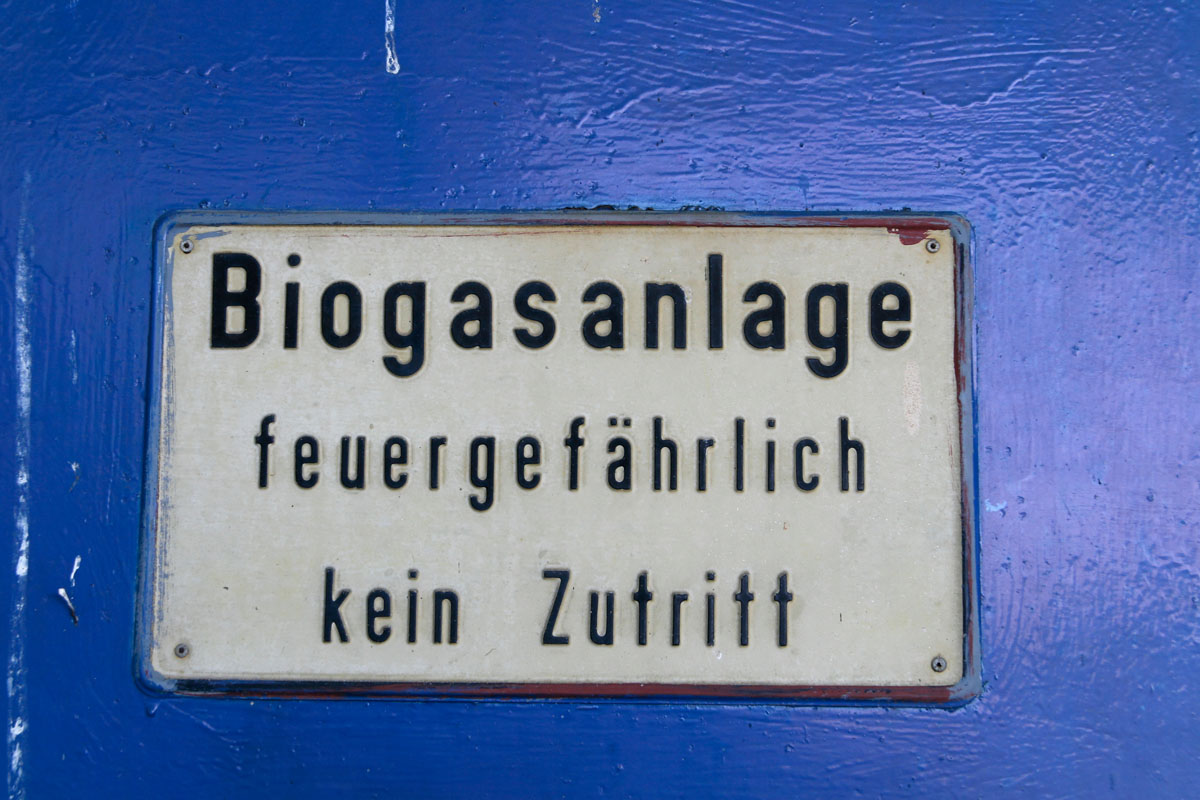 Biogasanlage
feuergefährlich
kein Zutritt